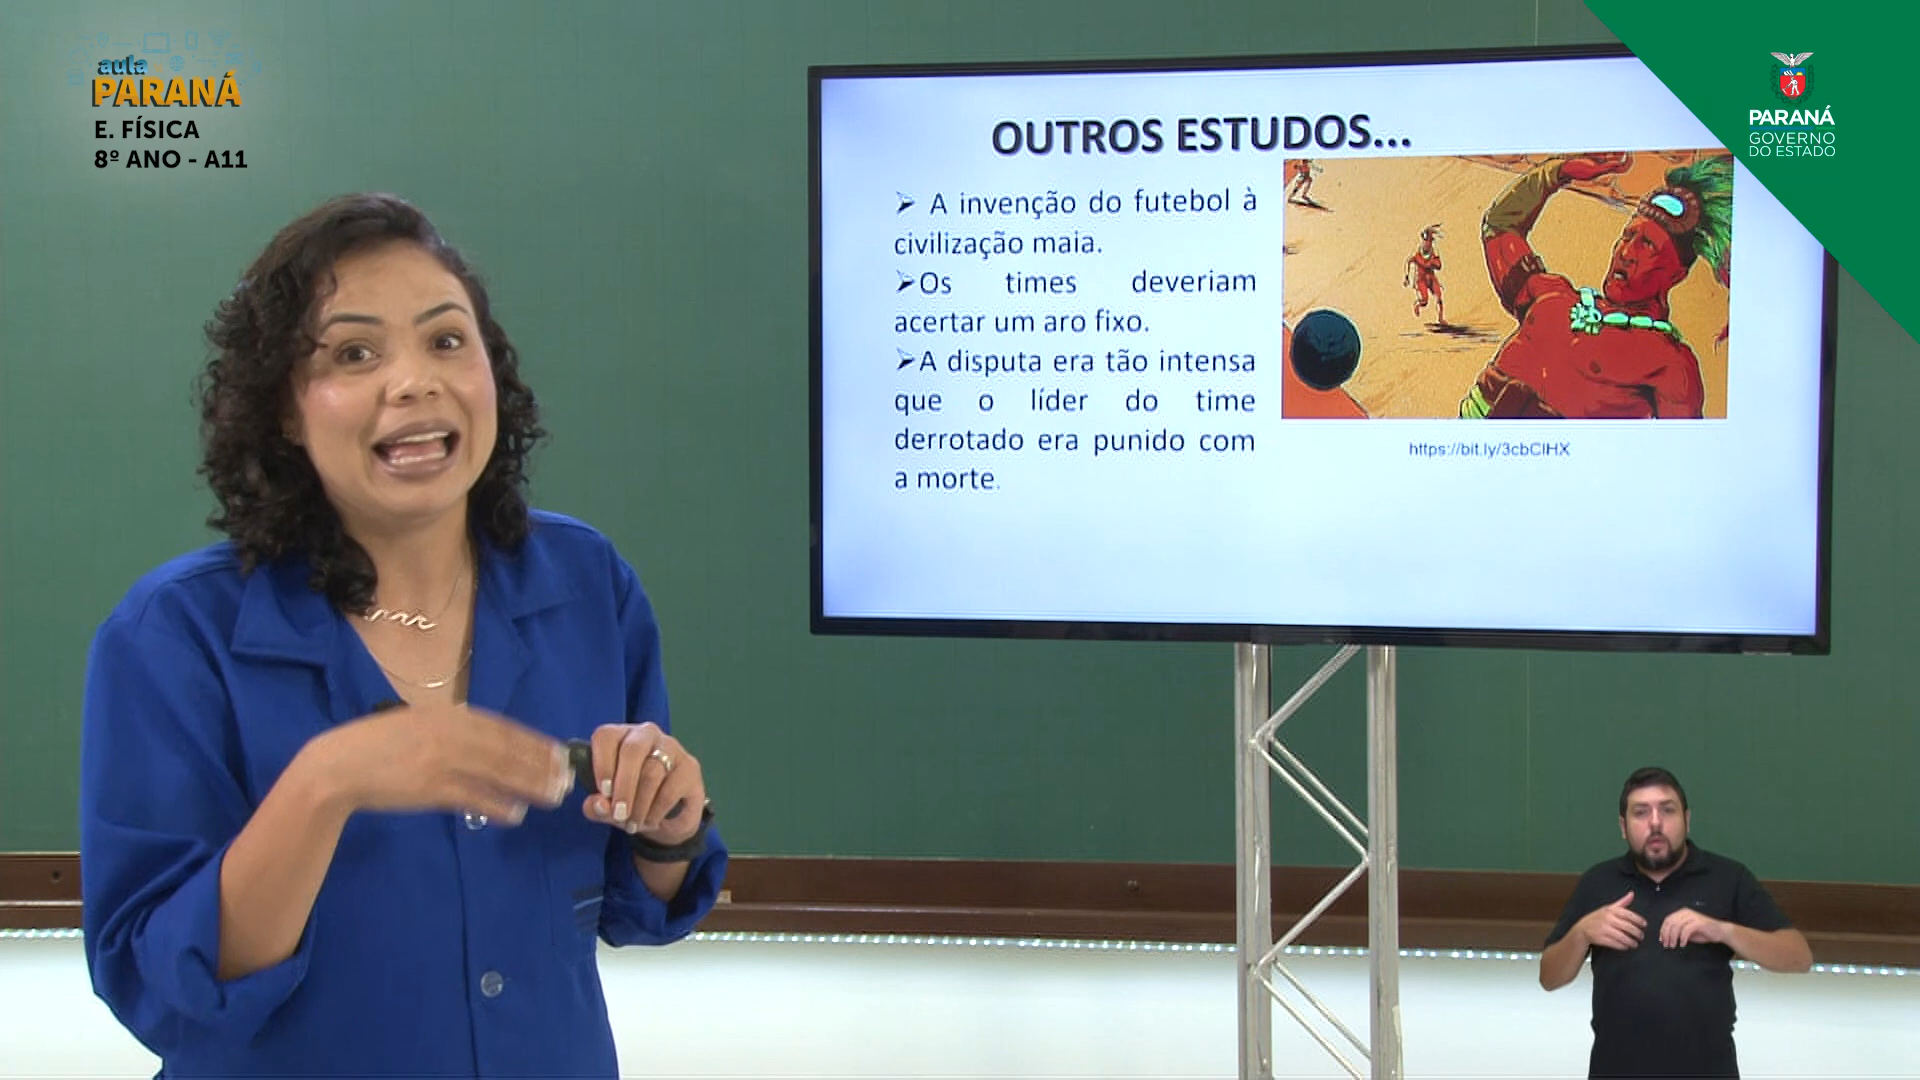 aula
PARANÁ
E. FÍSICA
8º ANO - A11
PARANÁ
GOVERNO
DO ESTADO
OUTROS ESTUDOS...
➢ A invenção do futebol à
civilização maia.
➢Os times deveriam
acertar um aro fixo.
➢A disputa era tão intensa
que o líder do time
derrotado era punido com
a morte.
https://bit.ly/3cbClHX